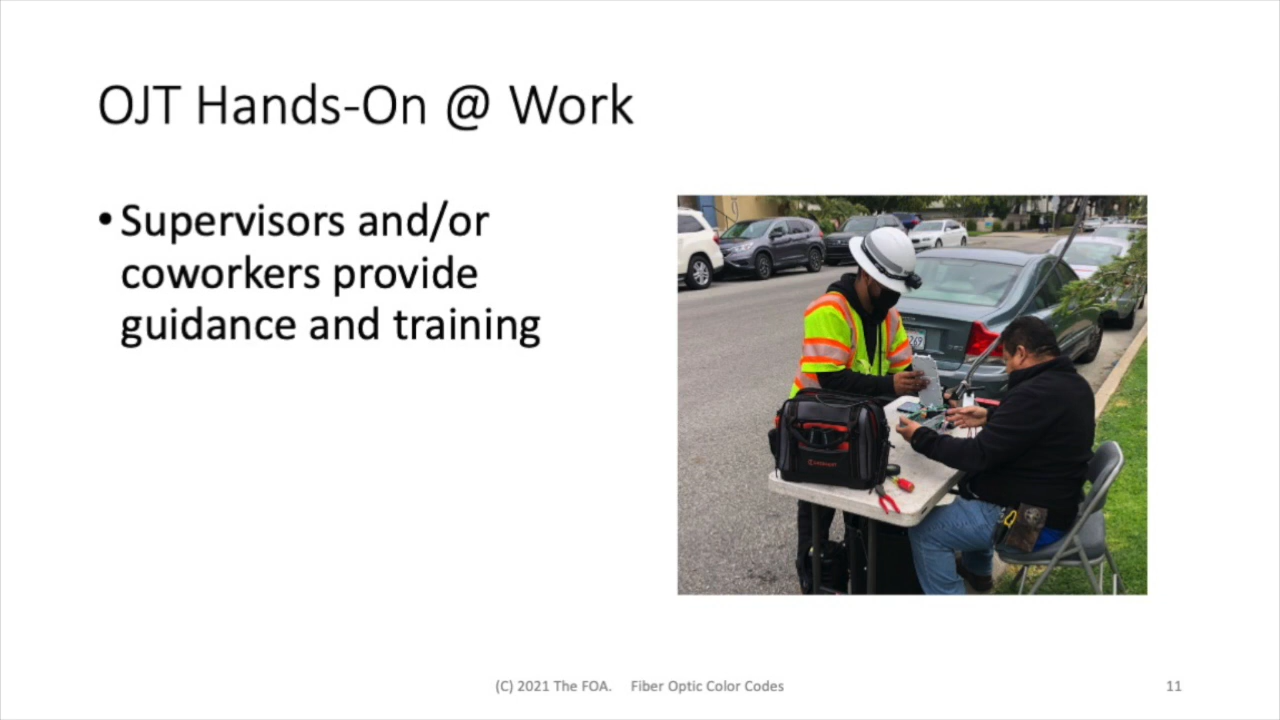 OJT Hands-On @ Work
• Supervisors and/or
coworkers provide
guidance and training
(C) 2021 The FOA. Fiber Optic Color Codes
11